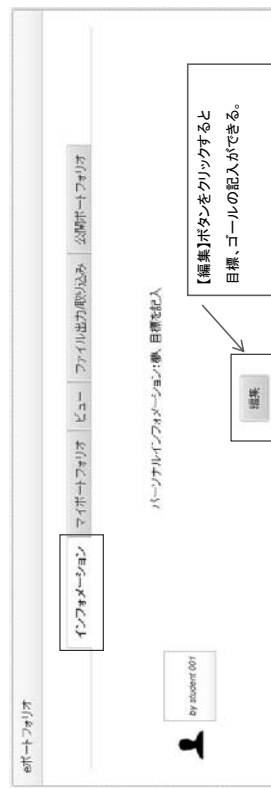 eポートフォリオ
インフォメーション
マイポートフォリオ
ビュー
ファイル出力/取り込み
公開ポートフォリオ
by student 001
パーソナルインフォメーション:夢、目標を記入
【編集】ボタンをクリックすると
目標、ゴールの記入ができる。
編集